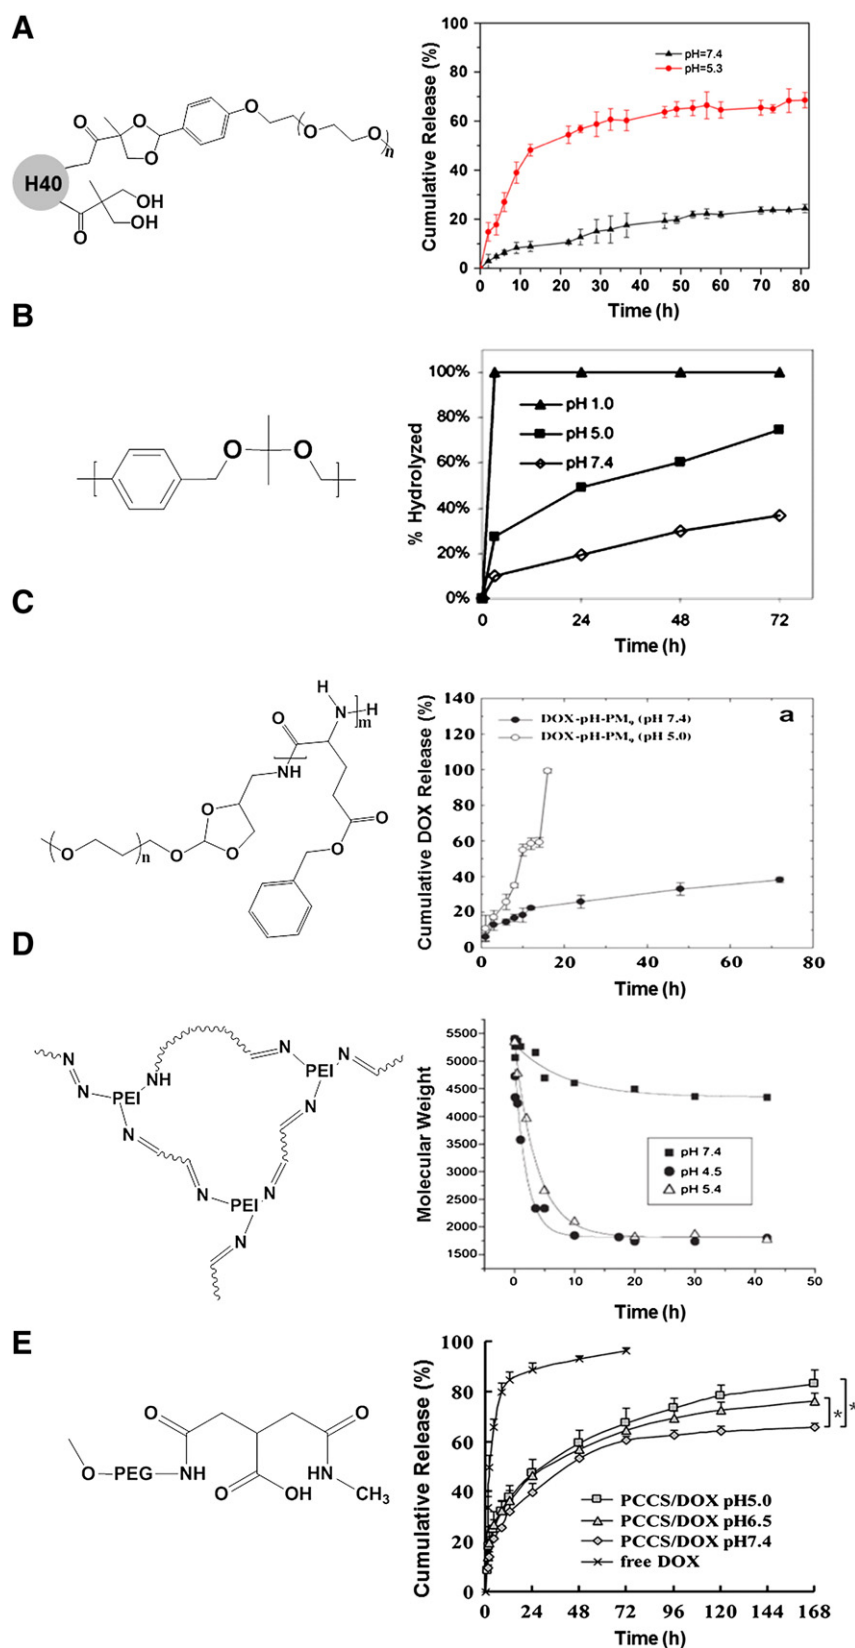 A
O
O
O
O
O
O
n
H40
OH
OH
O
Cumulative Release (%)
100
80
60
40
20
0
pH=7.4
pH=5.3
0 10 20 30 40 50 60 70 80
Time (h)
B
O O
% Hydrolyzed
100%
80%
60%
40%
20%
0%
pH 1.0
pH 5.0
pH 7.4
0 24 48 72
Time (h)
C
H
N H
m
O
NH
O
O
O
n
O
O
O
Cumulative DOX Release (%)
140
120
100
80
60
40
20
0
a
DOX-pH-PM9 (pH 7.4)
DOX-pH-PM9 (pH 5.0)
0 20 40 60 80
Time (h)
D
N
N
NH
PEI
N
N
PEI
N
N
N
N
N
PEI
N
Molecular Weight
5500
5000
4500
4000
3500
3000
2500
2000
1500
pH 7.4
pH 4.5
pH 5.4
0 10 20 30 40 50
Time (h)
E
O
O
O
PEG
NH
O
OH
NH
CH3
Cumulative Release (%)
100
80
60
40
20
0
*
*
PCCS/DOX pH5.0
PCCS/DOX pH6.5
PCCS/DOX pH7.4
free DOX
0 24 48 72 96 120 144 168
Time (h)